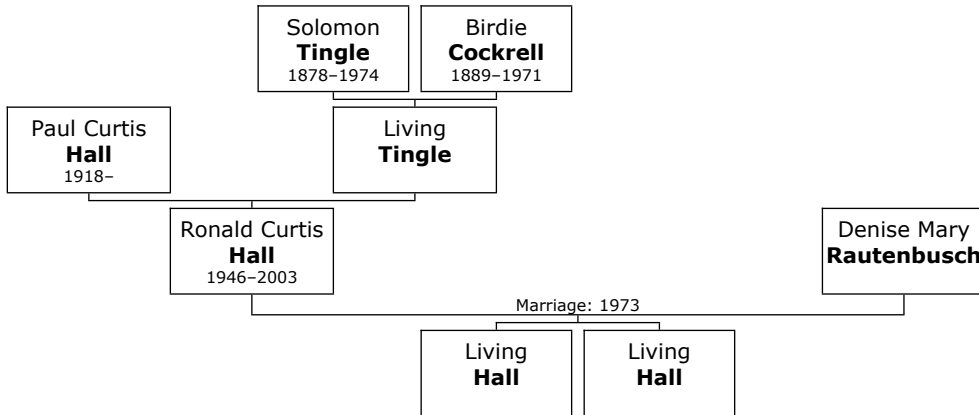 Solomon
Tingle
1878–1974
Birdie
Cockrell
1889–1971
Paul Curtis
Hall
1918–
Living
Tingle
Ronald Curtis
Hall
1946–2003
Denise Mary
Rautenbusch
Marriage: 1973
Living
Hall
Living
Hall